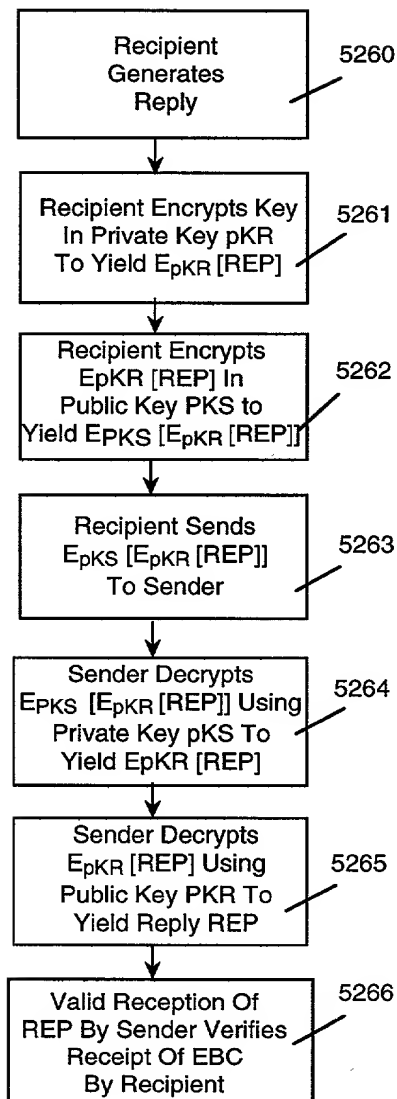 Recipient
Generates
Reply
5260
Recipient Encrypts Key
In Private Key pKR
To Yield EpKR [REP]
5261
Recipient Encrypts
EpKR [REP] In
Public Key PKS to
Yield EPKS [EpKR [REP]]
5262
Recipient Sends
EpKS [EpKR [REP]]
To Sender
5263
Sender Decrypts
EPKS [EpKR [REP]] Using
Private Key pKS To
Yield EpKR [REP]
5264
Sender Decrypts
EpKR [REP] Using
Public Key PKR To
Yield Reply REP
5265
Valid Reception Of
REP By Sender Verifies
Receipt Of EBC
By Recipient
5266